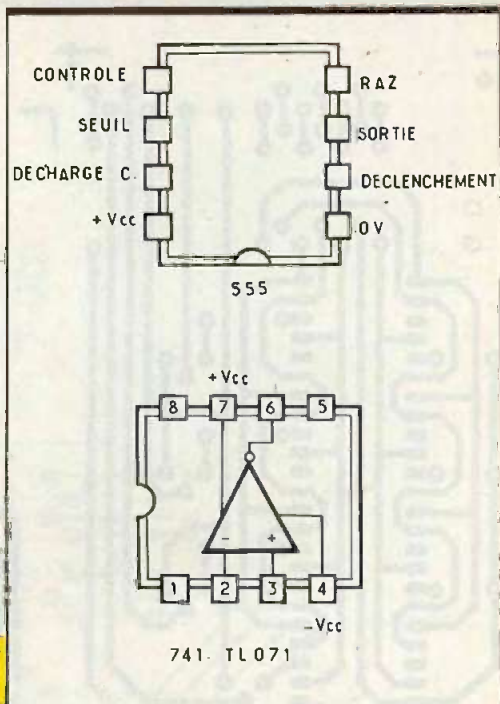 CONTROLE
RAZ
SEUIL
SORTIE
DECHARGE C.
DECLENCHEMENT
+ Vcc
0V
555
+ Vcc
8 7 6 5
- +
1 2 3 4
- Vcc
741. TL071